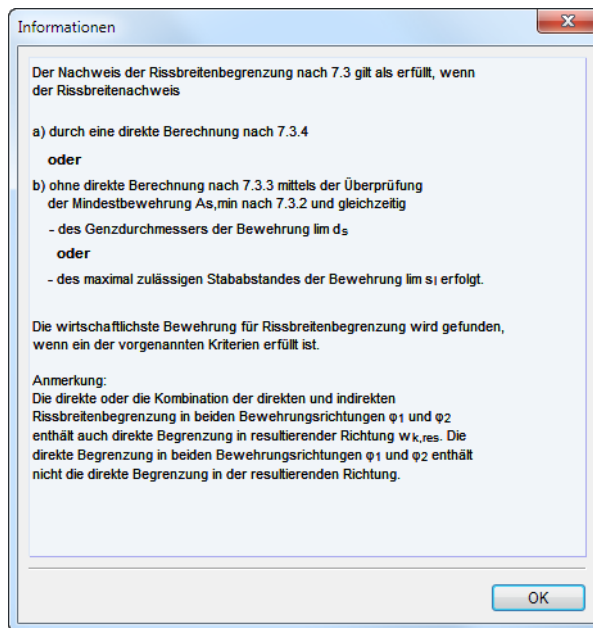 Informationen
Der Nachweis der Rissbreitenbegrenzung nach 7.3 gilt als erfüllt, wenn
der Rissbreitenachweis
a) durch eine direkte Berechnung nach 7.3.4
oder
b) ohne direkte Berechnung nach 7.3.3 mittels der Überprüfung
der Mindestbewehrung As,min nach 7.3.2 und gleichzeitig
- des Genzdurchmessers der Bewehrung lim ds
oder
- des maximal zulässigen Stababstandes der Bewehrung lim sl erfolgt.
Die wirtschaftlichste Bewehrung für Rissbreitenbegrenzung wird gefunden,
wenn ein der vorgenannten Kriterien erfüllt ist.
Anmerkung:
Die direkte oder die Kombination der direkten und indirekten
Rissbreitenbegrenzung in beiden Bewehrungsrichtungen φ1 und φ2
enthält auch direkte Begrenzung in resultierender Richtung wk,res. Die
direkte Begrenzung in beiden Bewehrungsrichtungen φ1 und φ2 enthält
nicht die direkte Begrenzung in der resultierenden Richtung.
OK